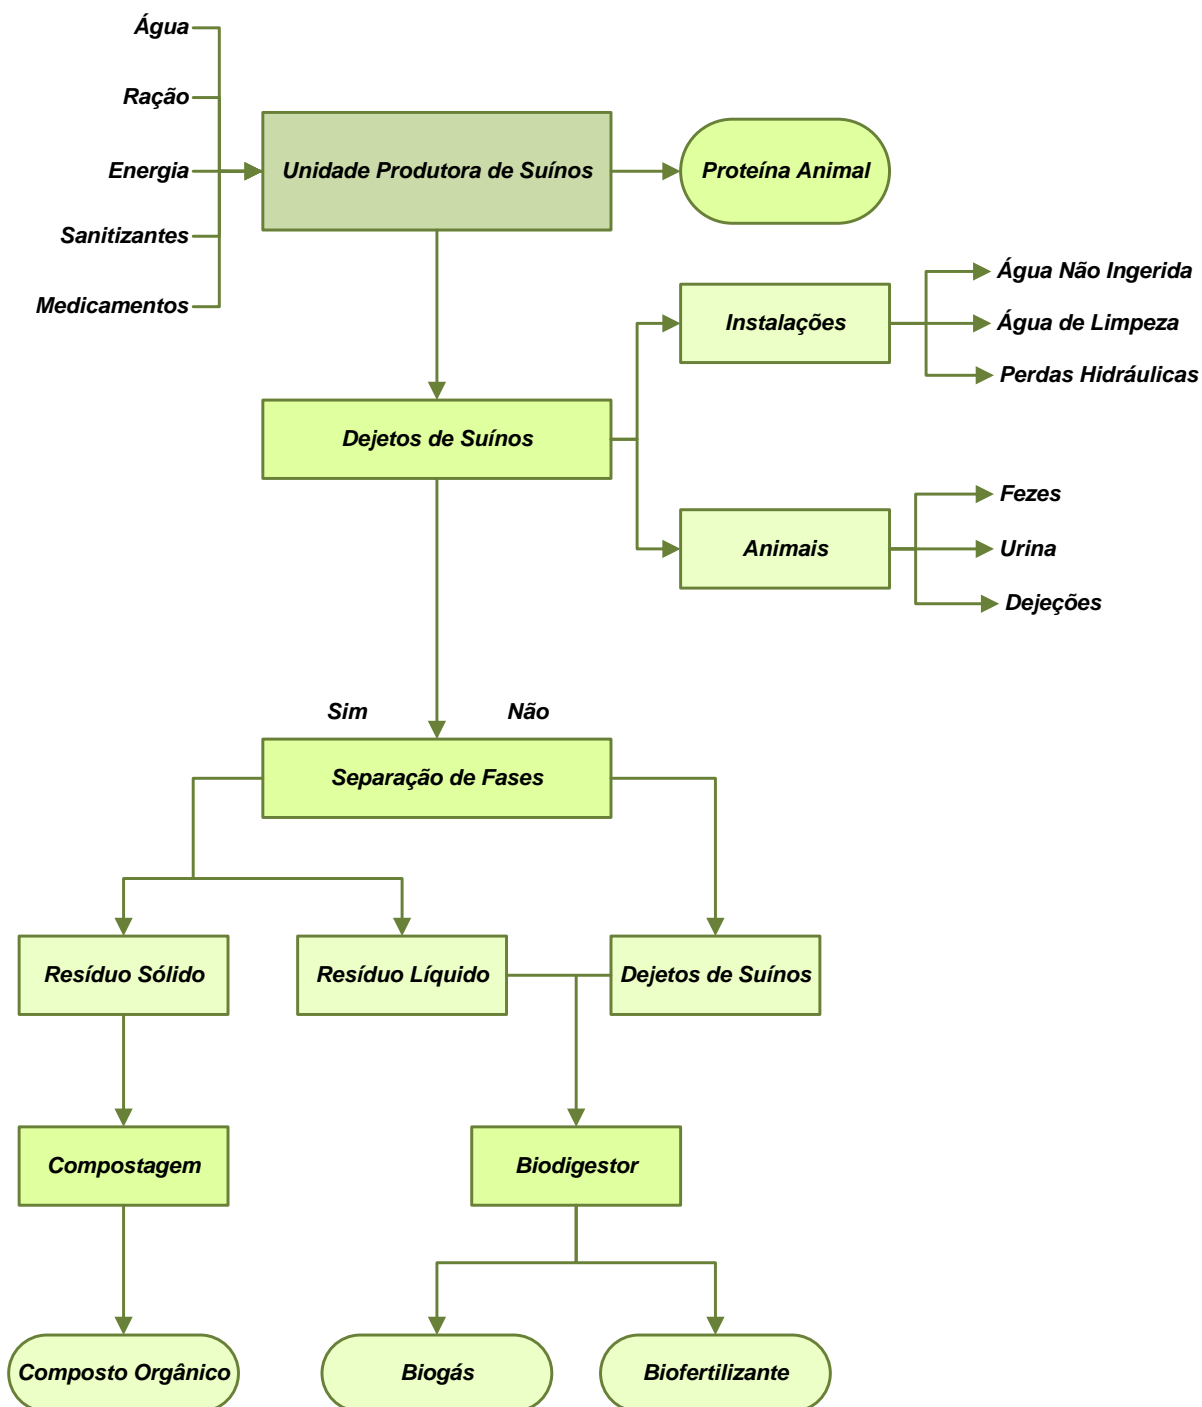 Água
Ração
Energia
Sanitizantes
Medicamentos
Unidade Produtora de Suínos
Proteína Animal
Instalações
Água Não Ingerida
Água de Limpeza
Perdas Hidráulicas
Dejetos de Suínos
Animais
Fezes
Urina
Dejeções
Sim
Não
Separação de Fases
Resíduo Sólido
Resíduo Líquido
Dejetos de Suínos
Compostagem
Biodigestor
Composto Orgânico
Biogás
Biofertilizante